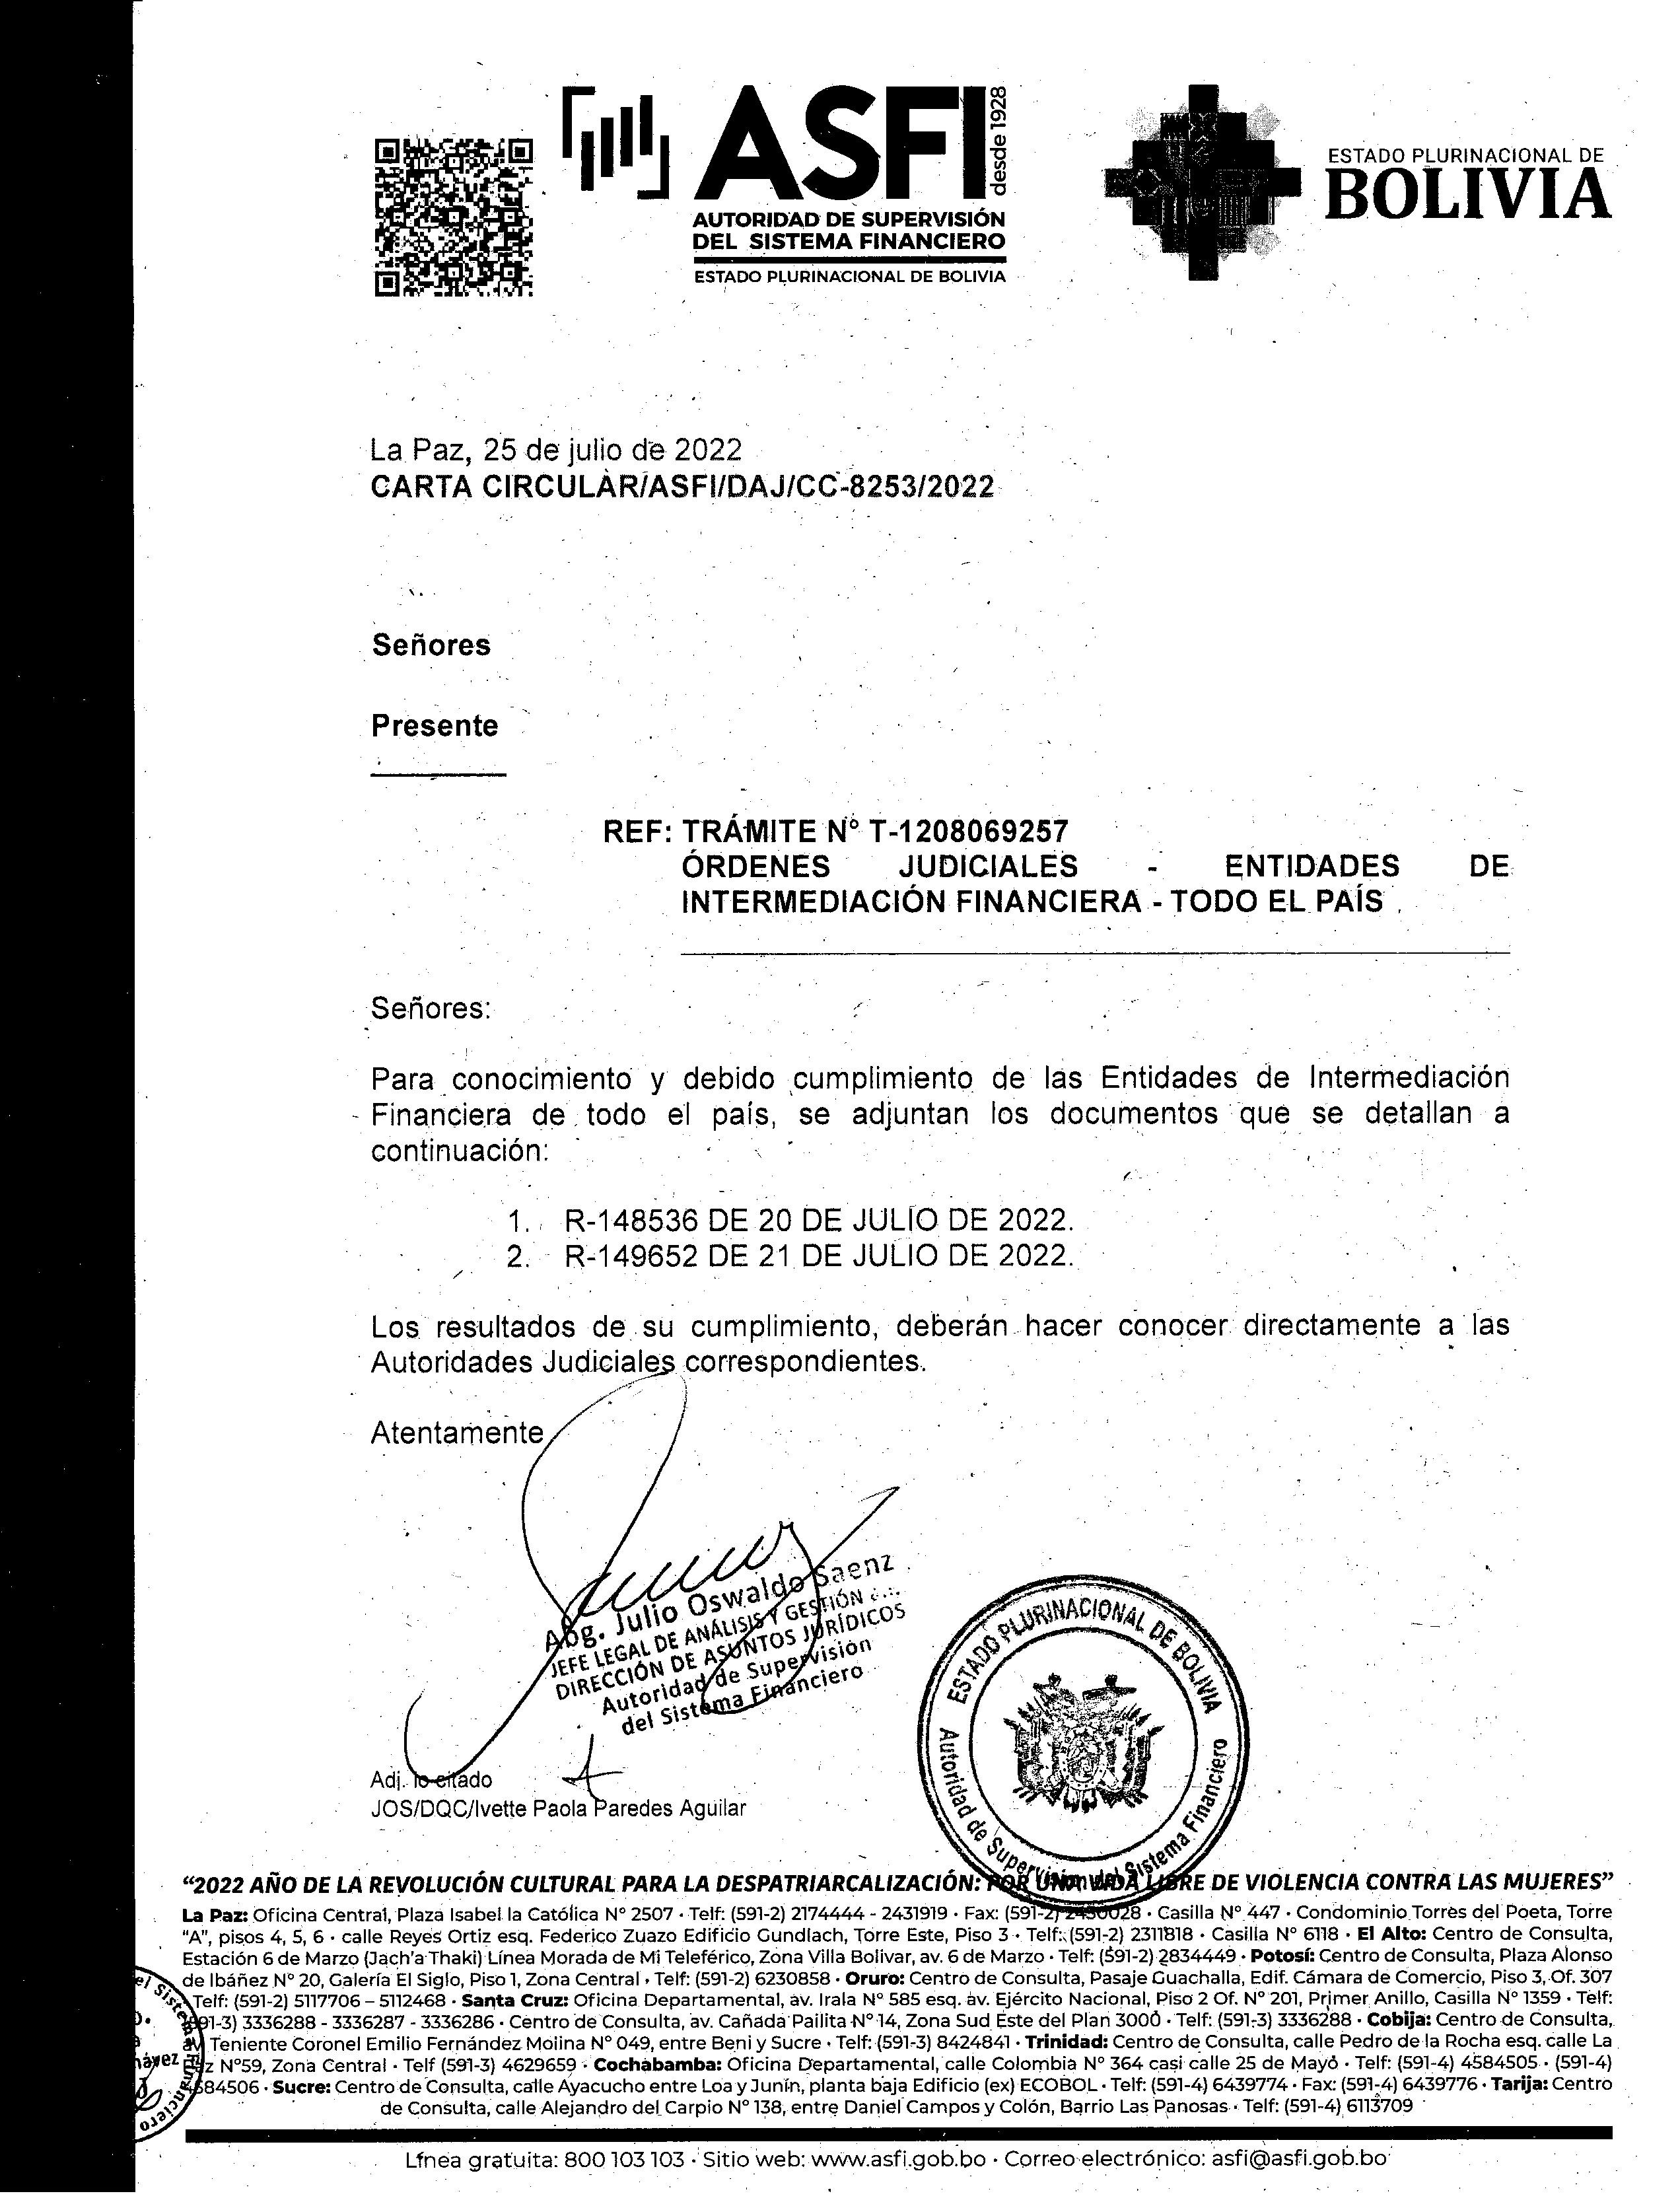 ASFI
desde 1928
AUTORIDAD DE SUPERVISIÓN
DEL SISTEMA FINANCIERO
ESTADO PLURINACIONAL DE BOLIVIA
ESTADO PLURINACIONAL DE
BOLIVIA
La Paz, 25 de julio de 2022
CARTA CIRCULAR/ASFI/DAJ/CC-8253/2022
Señores
Presente
REF: TRÁMITE N° T-1208069257
ÓRDENES JUDICIALES - ENTIDADES DE
INTERMEDIACIÓN FINANCIERA - TODO EL PAÍS
Señores:
Para conocimiento y debido cumplimiento de las Entidades de Intermediación
Financiera de todo el país, se adjuntan los documentos que se detallan a
continuación:
1. R-148536 DE 20 DE JULIO DE 2022.
2. R-149652 DE 21 DE JULIO DE 2022.
Los resultados de su cumplimiento, deberán hacer conocer directamente a las
Autoridades Judiciales correspondientes.
Atentamente
Abg. Julio Oswaldo Saenz
JEFE LEGAL DE ANÁLISIS Y GESTIÓN
DIRECCIÓN DE ASUNTOS JURÍDICOS
Autoridad de Supervisión
del Sistema Financiero
ESTADO PLURINACIONAL DE BOLIVIA
Autoridad de Supervisión del Sistema Financiero
Adj. lo citado
JOS/DQC/Ivette Paola Paredes Aguilar
“2022 AÑO DE LA REVOLUCIÓN CULTURAL PARA LA DESPATRIARCALIZACIÓN: POR UNA VIDA LIBRE DE VIOLENCIA CONTRA LAS MUJERES”
La Paz: Oficina Central, Plaza Isabel la Católica N° 2507 · Telf: (591-2) 2174444 - 2431919 · Fax: (591-2) 2430028 · Casilla N° 447 · Condominio Torres del Poeta, Torre
"A", pisos 4, 5, 6 · calle Reyes Ortiz esq. Federico Zuazo Edificio Gundlach, Torre Este, Piso 3 · Telf: (591-2) 2311818 · Casilla N° 6118 · El Alto: Centro de Consulta,
Estación 6 de Marzo (Jach'a Thaki) Línea Morada de Mi Teleférico, Zona Villa Bolivar, av. 6 de Marzo · Telf: (591-2) 2834449 · Potosí: Centro de Consulta, Plaza Alonso
de Ibáñez N° 20, Galería El Siglo, Piso 1, Zona Central · Telf: (591-2) 6230858 · Oruro: Centro de Consulta, Pasaje Guachalla, Edif. Cámara de Comercio, Piso 3, Of. 307
Telf: (591-2) 5117706 – 5112468 · Santa Cruz: Oficina Departamental, av. Irala N° 585 esq. av. Ejército Nacional, Piso 2 Of. N° 201, Primer Anillo, Casilla N° 1359 · Telf:
(591-3) 3336288 - 3336287 - 3336286 · Centro de Consulta, av. Cañada Pailita N° 14, Zona Sud Este del Plan 3000 · Telf: (591-3) 3336288 · Cobija: Centro de Consulta,
Teniente Coronel Emilio Fernández Molina N° 049, entre Beni y Sucre · Telf: (591-3) 8424841 · Trinidad: Centro de Consulta, calle Pedro de la Rocha esq. calle La
Paz N°59, Zona Central · Telf (591-3) 4629659 · Cochabamba: Oficina Departamental, calle Colombia N° 364 casi calle 25 de Mayo · Telf: (591-4) 4584505 · (591-4)
4584506 · Sucre: Centro de Consulta, calle Ayacucho entre Loa y Junín, planta baja Edificio (ex) ECOBOL · Telf: (591-4) 6439774 · Fax: (591-4) 6439776 · Tarija: Centro
de Consulta, calle Alejandro del Carpio N° 138, entre Daniel Campos y Colón, Barrio Las Panosas · Telf: (591-4) 6113709
Línea gratuita: 800 103 103 · Sitio web: www.asfi.gob.bo · Correo electrónico: asfi@asfi.gob.bo